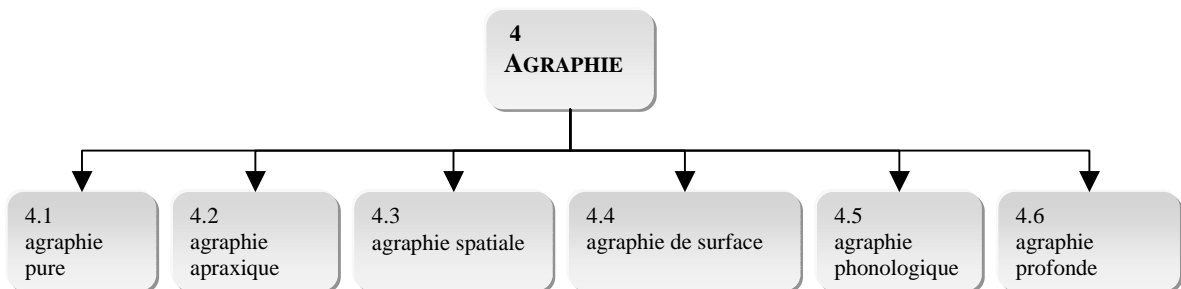 4
AGRAPHIE
4.1
agraphie
pure
4.2
agraphie
apraxique
4.3
agraphie spatiale
4.4
agraphie de surface
4.5
agraphie
phonologique
4.6
agraphie
profonde